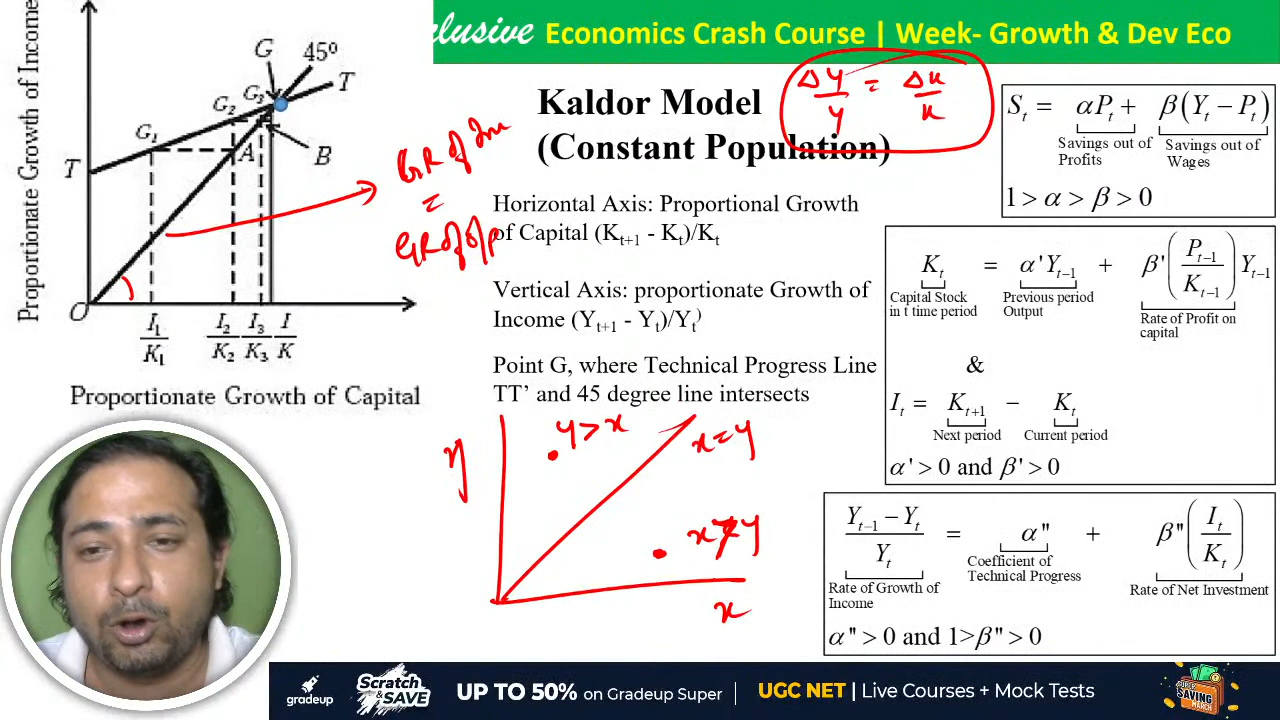 clusive Economics Crash Course | Week- Growth & Dev Eco
Proportionate Growth of Income
G
45⁰
G₂ G₃
T
G₁
A
B
T
O
I₁/K₁ I₂/K₂ I₃/K₃ I/K
Proportionate Growth of Capital
GR of Inc
=
GR of o/p
Kaldor Model
(Constant Population)
Δy/y = Δk/k
Horizontal Axis: Proportional Growth
of Capital (Kₜ₊₁ - Kₜ)/Kₜ
Vertical Axis: proportionate Growth of
Income (Yₜ₊₁ - Yₜ)/Yₜ⁾
Point G, where Technical Progress Line
TT’ and 45 degree line intersects
y
y > x
x = y
x
Sₜ = αPₜ + β(Yₜ − Pₜ)
Savings out of Profits
Savings out of Wages
1 > α > β > 0
Kₜ = α'Yₜ₋₁ + β'(Pₜ₋₁/Kₜ₋₁)Yₜ₋₁
Capital Stock in t time period
Previous period Output
Rate of Profit on capital
&
Iₜ = Kₜ₊₁ − Kₜ
Next period
Current period
α' > 0 and β' > 0
(Yₜ₋₁ − Yₜ)/Yₜ = α" + β"(Iₜ/Kₜ)
Rate of Growth of Income
Coefficient of Technical Progress
Rate of Net Investment
α" > 0 and 1>β" > 0
gradeup
Scratch & SAVE
UP TO 50% on Gradeup Super
UGC NET | Live Courses + Mock Tests
SUPER SAVING MARCH